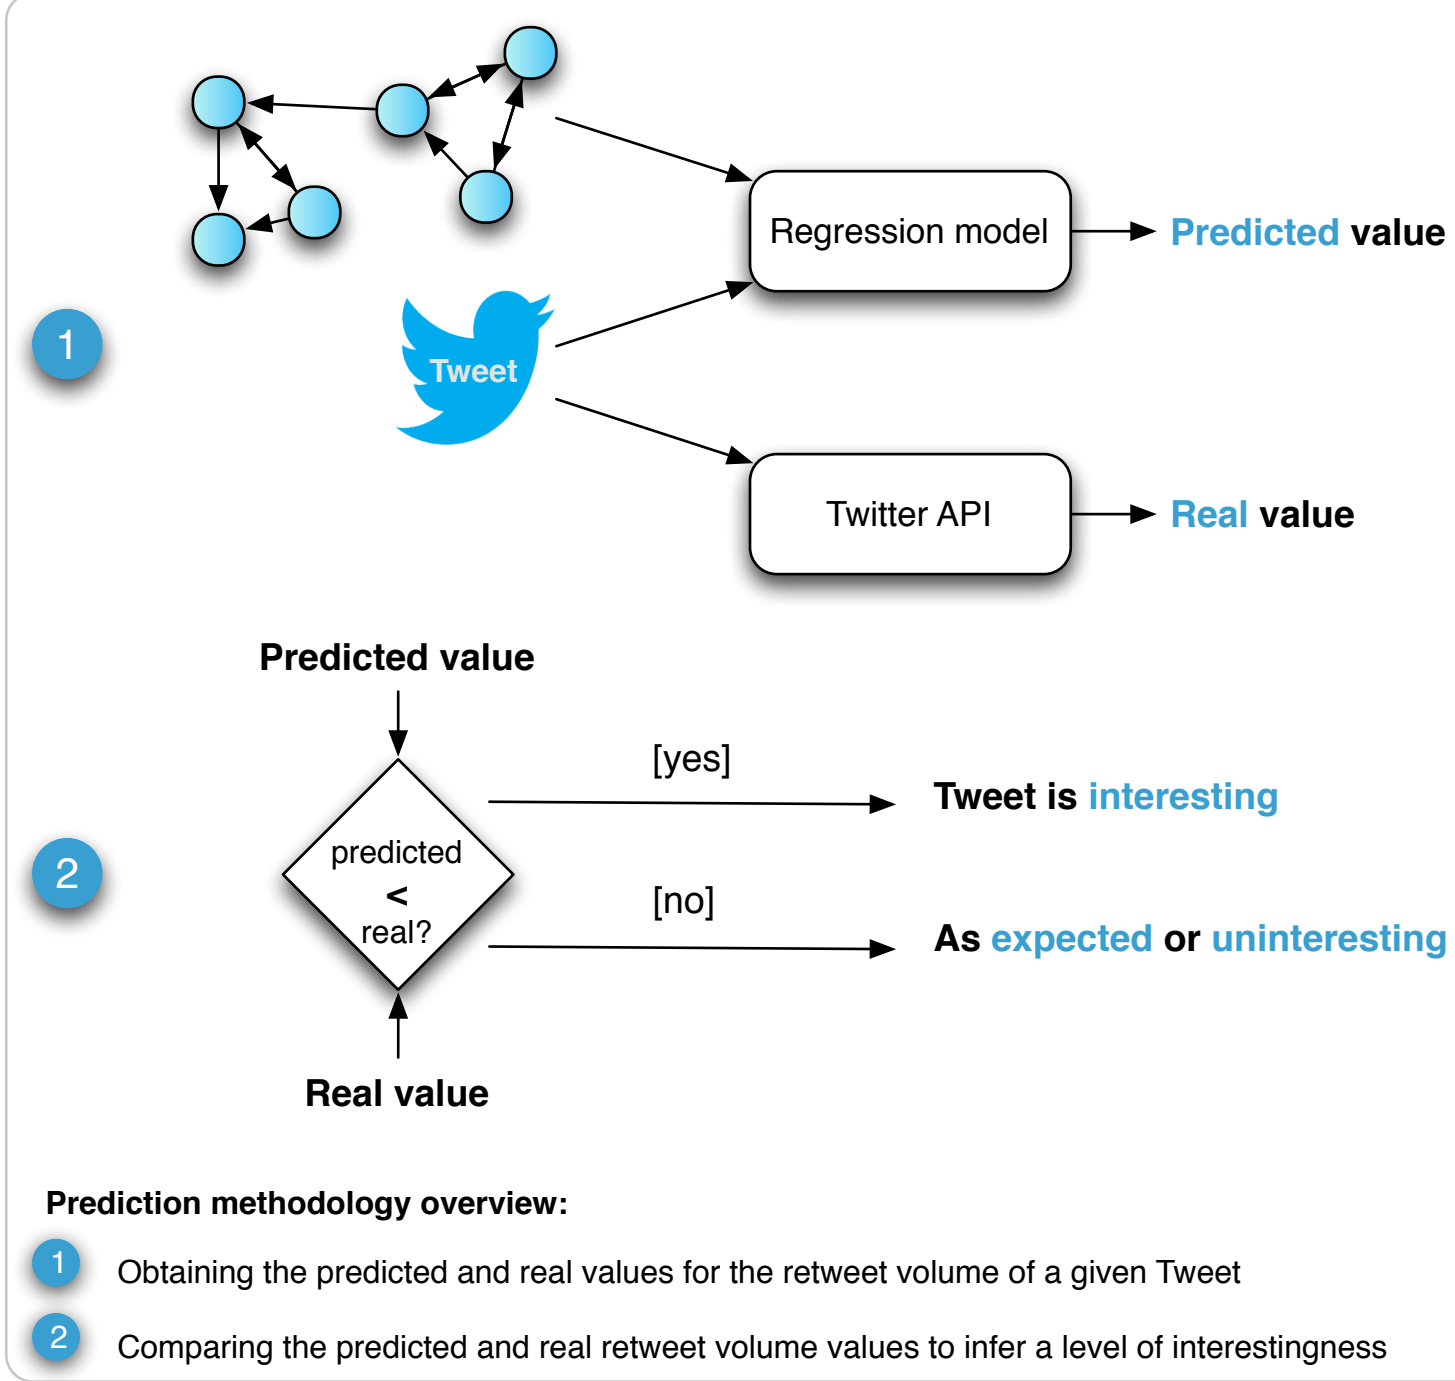 Regression model
Predicted value
1
Tweet
Twitter API
Real value
Predicted value
[yes]
Tweet is interesting
predicted
<
real?
2
[no]
As expected or uninteresting
Real value
Prediction methodology overview:
1 Obtaining the predicted and real values for the retweet volume of a given Tweet
2 Comparing the predicted and real retweet volume values to infer a level of interestingness